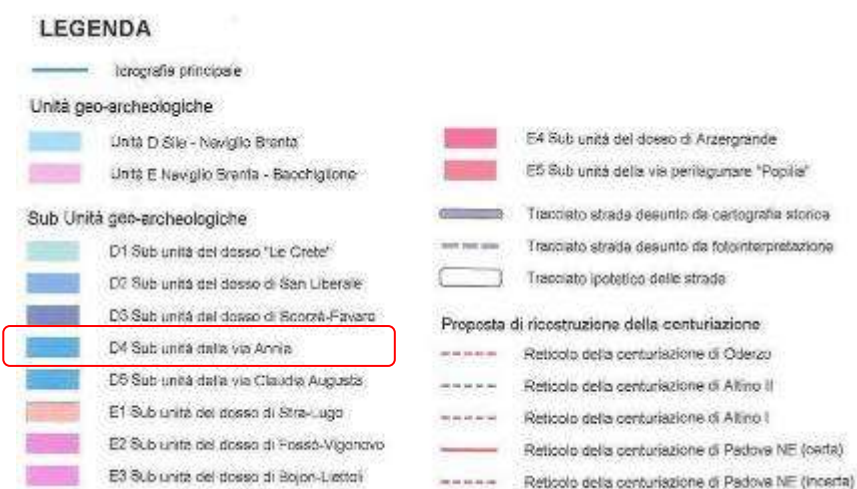 LEGENDA
Idrografia principale
Unità geo-archeologiche
Unità D Sile - Naviglio Brenta
Unità E Naviglio Brenta - Bacchiglione
Sub Unità geo-archeologiche
D1 Sub unità del dosso "Le Crete"
D2 Sub unità del dosso di San Liberale
D3 Sub unità del dosso di Scorzè-Favaro
D4 Sub unità dalla via Annia
D5 Sub unità della via Claudia Augusta
E1 Sub unità del dosso di Stra-Lugo
E2 Sub unità del dosso di Fossò-Vigonovo
E3 Sub unità del dosso di Bojon-Liettoli
E4 Sub unità del dosso di Arzergrande
E5 Sub unità della via perilagunare "Popilia"
Tracciato strada desunto da cartografia storica
Tracciato strada desunto da fotointerpretazione
Tracciato ipotetico delle strade
Proposta di ricostruzione della centuriazione
Reticolo della centuriazione di Oderzo
Reticolo della centuriazione di Altino II
Reticolo della centuriazione di Altino I
Reticolo della centuriazione di Padova NE (certa)
Reticolo della centuriazione di Padova NE (incerta)